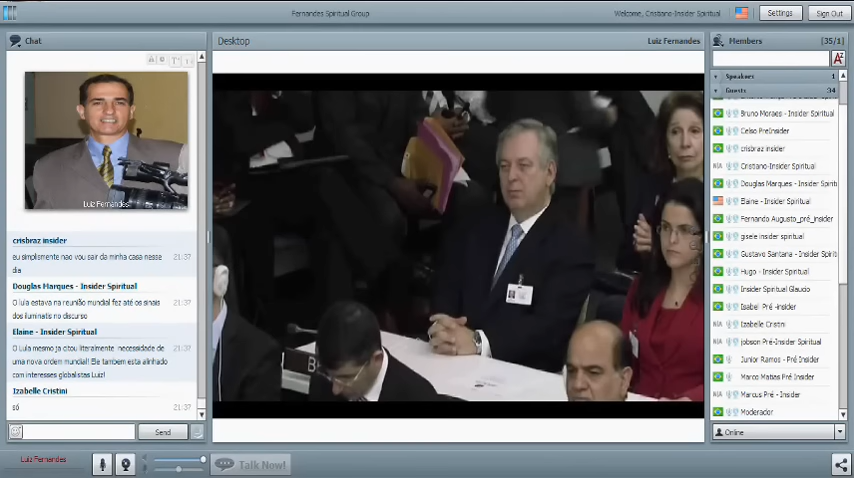 Fernandes Spiritual Group
Welcome, Cristiano-Insider Spiritual
Settings
Sign Out
Chat
Desktop
Luiz Fernandes
Members
[35/1]
Luiz Fernandes
crisbraz insider
eu simplismente nao vou sair da minha casa nesse
dia
21:37
Douglas Marques - Insider Spiritual
O lula estava na reunião mundial fez até os sinais
dos iluminatis no discurso
21:37
Elaine - Insider Spiritual
O Lula mesmo ja citou literalmente necessidade de
uma nova ordem mundial! Ele tambem esta alinhado
com interesses globalistas Luiz!
21:37
Izabelle Cristini
só
21:37
Send
Speakers 1
Guests 34
Bruno Moraes - Insider Spiritual
Celso PreInsider
crisbraz insider
N/A Cristiano-Insider Spiritual
Douglas Marques - Insider Spirit
Elaine - Insider Spiritual
Fernando Augusto_pré_insider
gisele insider spiritual
Gustavo Santana - Insider Spirit
Hugo - Insider Spiritual
Insider Spiritual Glaucio
Isabel Pré -insider
N/A Izabelle Cristini
N/A jobson Pré-Insider Spiritual
Junior Ramos - Pré Insider
N/A Marco Matias Pré Insider
N/A Marcus Pré - Insider
Moderador
Online
Luiz Fernandes
Talk Now!